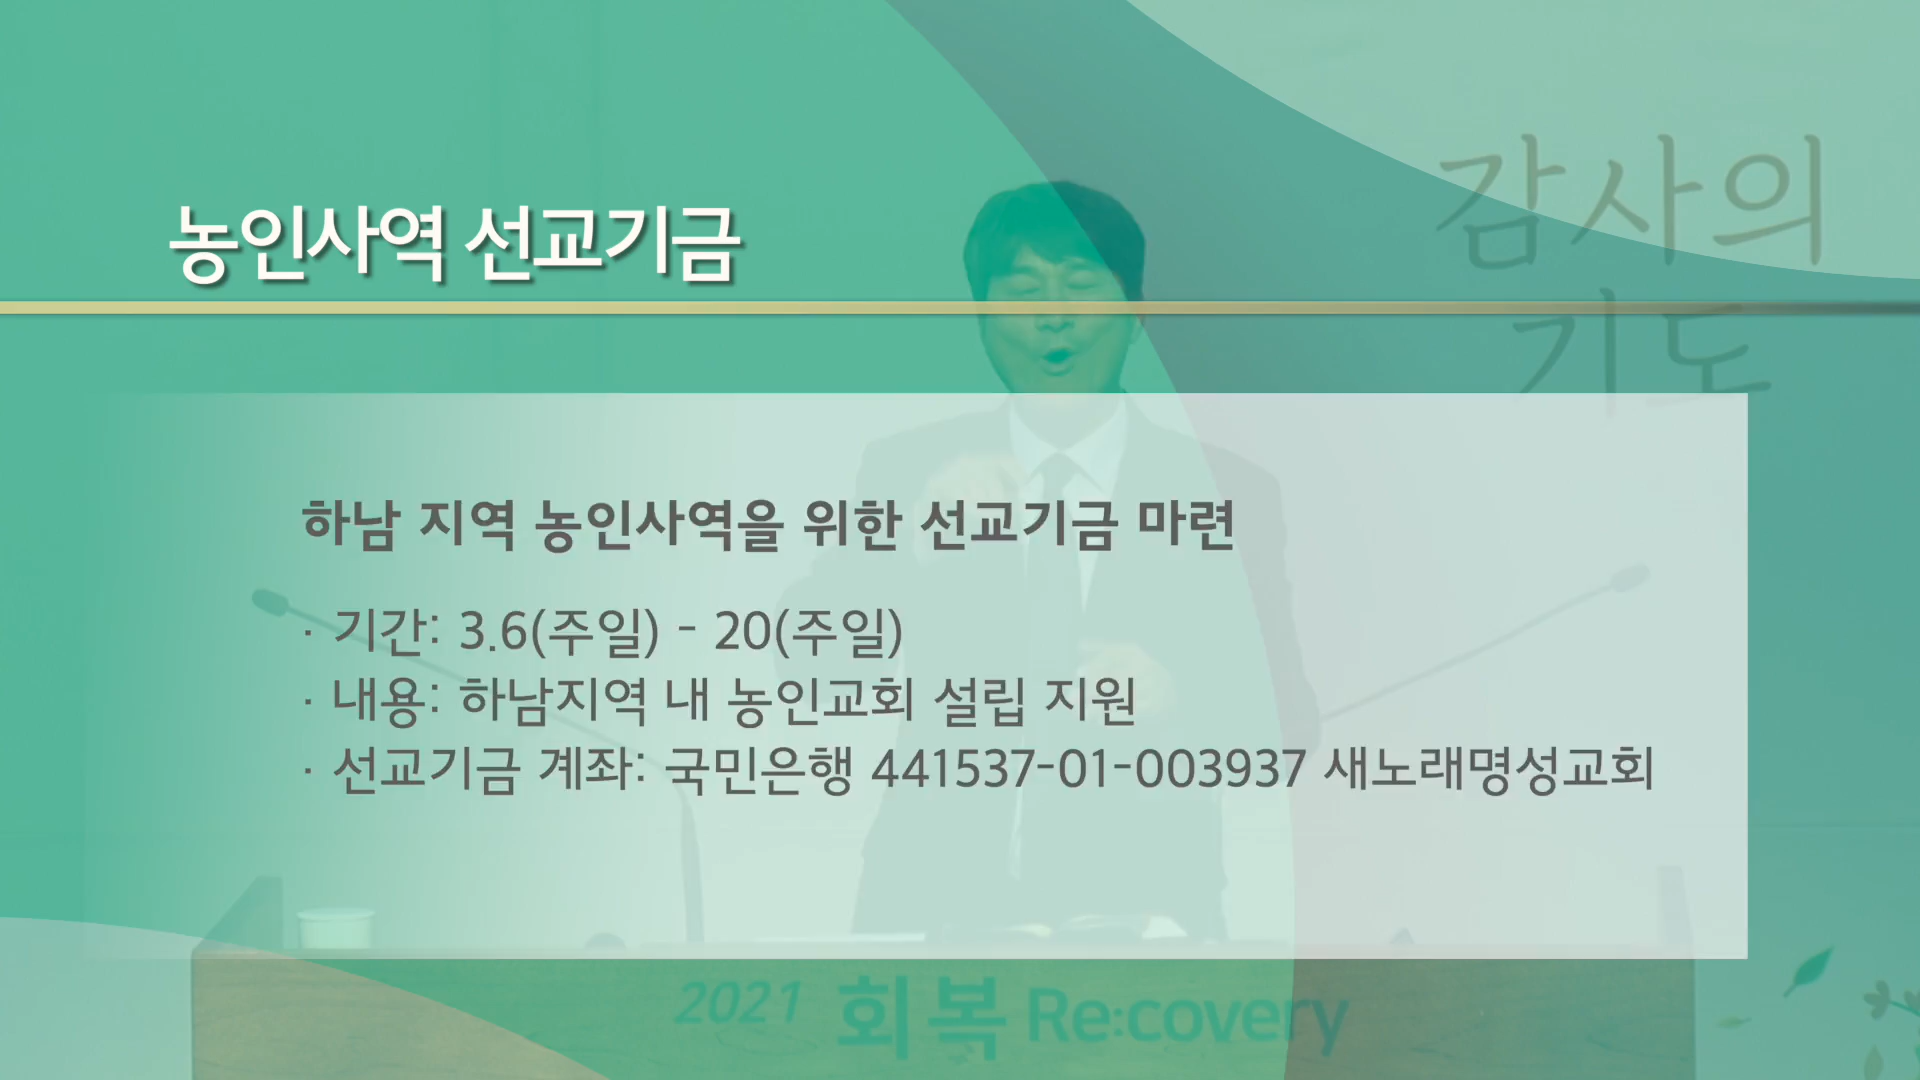 감사의
기도
농인사역 선교기금
하남 지역 농인사역을 위한 선교기금 마련
· 기간: 3.6(주일) - 20(주일)
· 내용: 하남지역 내 농인교회 설립 지원
· 선교기금 계좌: 국민은행 441537-01-003937 새노래명성교회
2021 회복 Re:covery